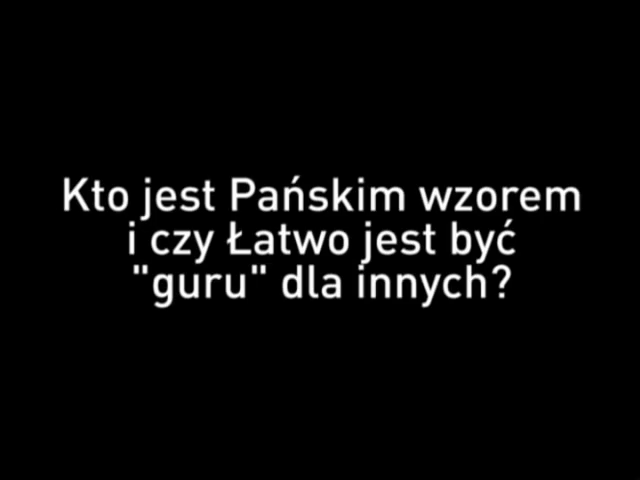 Kto jest Pańskim wzorem
i czy Łatwo jest być
"guru" dla innych?